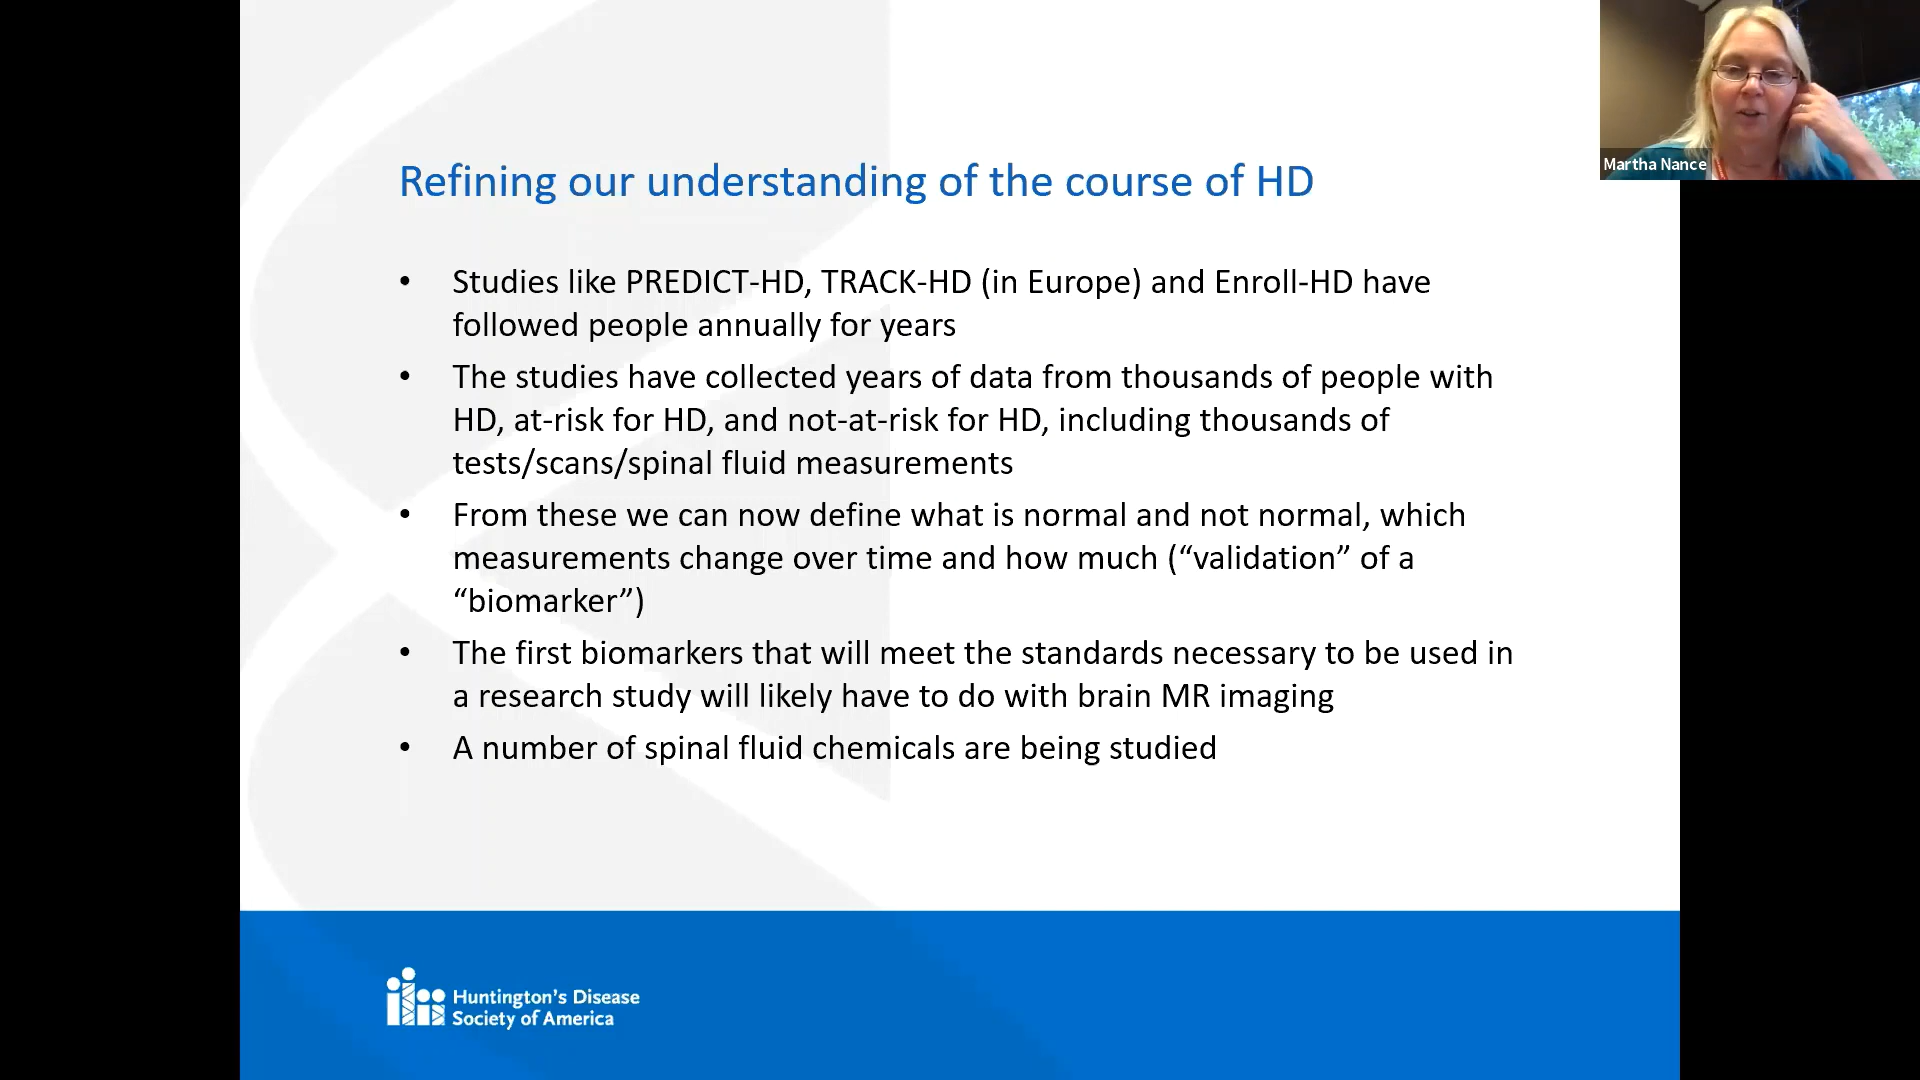 Martha Nance
Refining our understanding of the course of HD
• Studies like PREDICT-HD, TRACK-HD (in Europe) and Enroll-HD have
followed people annually for years
• The studies have collected years of data from thousands of people with
HD, at-risk for HD, and not-at-risk for HD, including thousands of
tests/scans/spinal fluid measurements
• From these we can now define what is normal and not normal, which
measurements change over time and how much (“validation” of a
“biomarker”)
• The first biomarkers that will meet the standards necessary to be used in
a research study will likely have to do with brain MR imaging
• A number of spinal fluid chemicals are being studied
Huntington’s Disease
Society of America